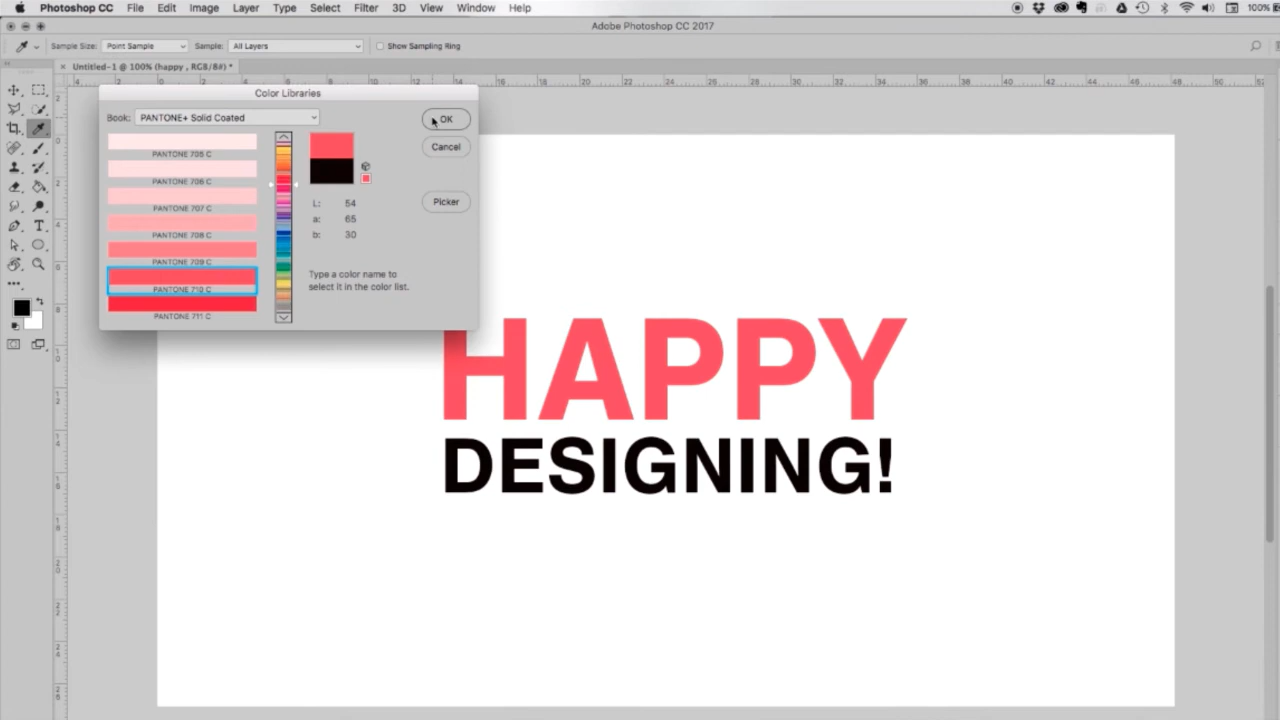 Photoshop CC File Edit Image Layer Type Select Filter 3D View Window Help 100%
Adobe Photoshop CC 2017
Sample Size: Point Sample Sample: All Layers Show Sampling Ring
Untitled-1 @ 100% (happy , RGB/8#) *
Color Libraries
Book: PANTONE+ Solid Coated
OK
Cancel
Picker
PANTONE 705 C
PANTONE 706 C
PANTONE 707 C
PANTONE 708 C
PANTONE 709 C
PANTONE 710 C
PANTONE 711 C
L: 54
a: 65
b: 30
Type a color name to
select it in the color list.
HAPPY
DESIGNING!